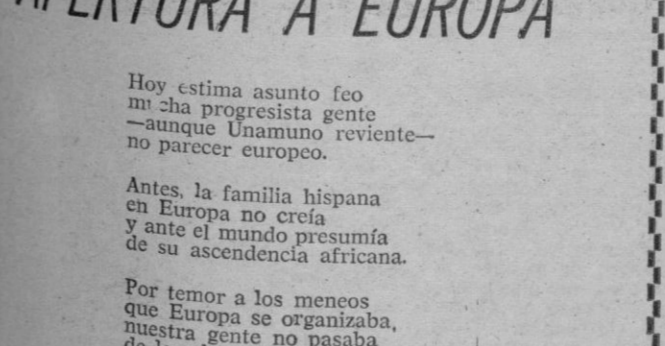 APERTURA A EUROPA
Hoy estima asunto feo
mucha progresista gente
—aunque Unamuno reviente—
no parecer europeo.
Antes, la familia hispana
en Europa no creía
y ante el mundo presumía
de su ascendencia africana.
Por temor a los meneos
que Europa se organizaba,
nuestra gente no pasaba